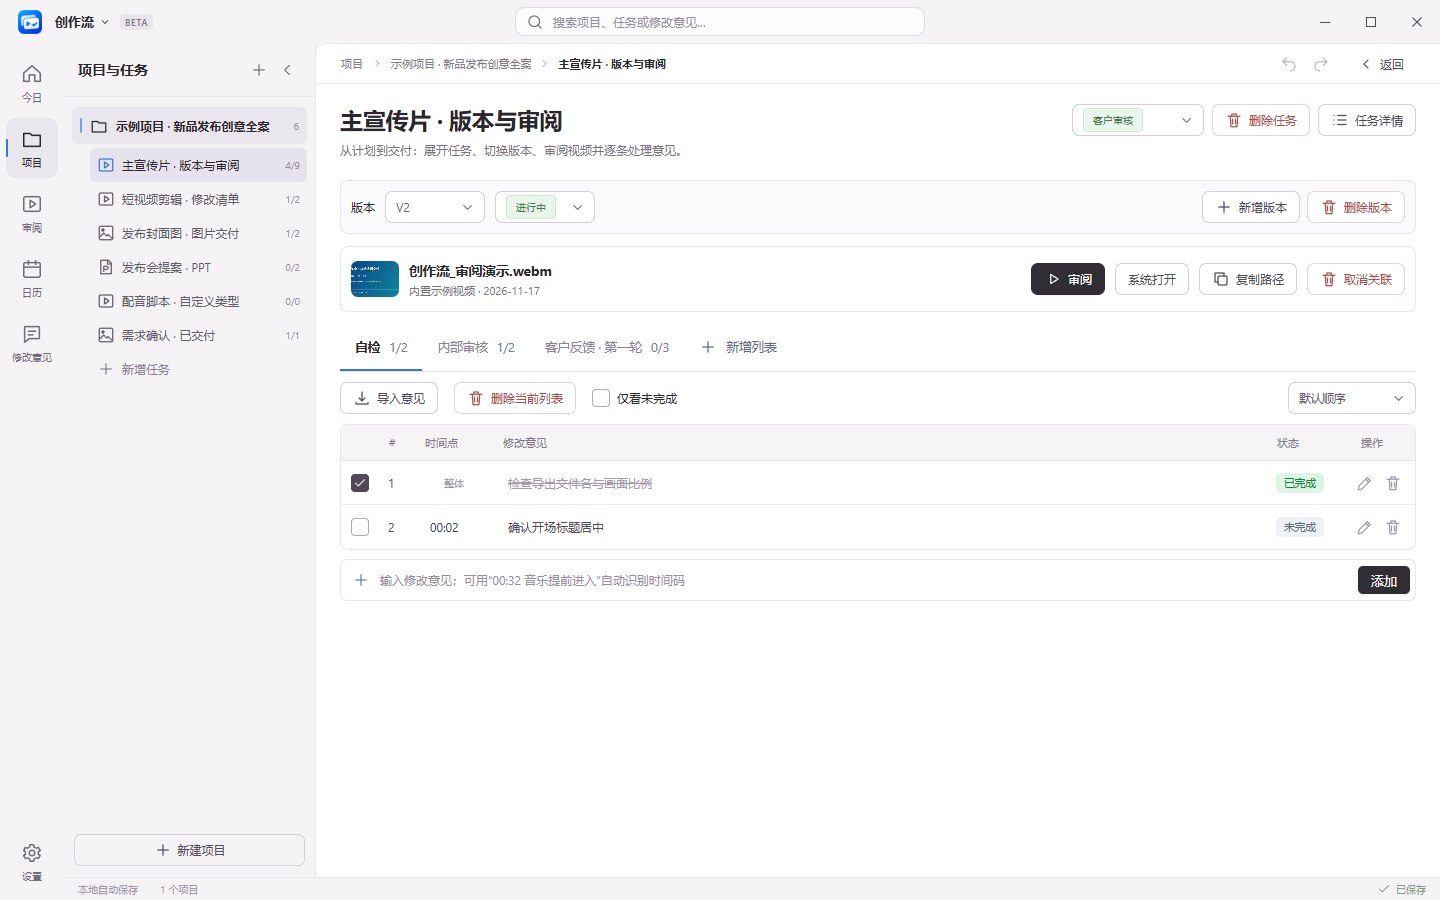 创作流 BETA
搜索项目、任务或修改意见...
今日
项目
审阅
日历
修改意见
设置
项目与任务
示例项目 · 新品发布创意全案 6
主宣传片 · 版本与审阅 4/9
短视频剪辑 · 修改清单 1/2
发布封面图 · 图片交付 1/2
发布会提案 · PPT 0/2
配音脚本 · 自定义类型 0/0
需求确认 · 已交付 1/1
新增任务
新建项目
项目 示例项目 · 新品发布创意全案 主宣传片 · 版本与审阅
返回
主宣传片 · 版本与审阅
从计划到交付：展开任务、切换版本、审阅视频并逐条处理意见。
客户审核 删除任务 任务详情
版本 V2 进行中 新增版本 删除版本
创作流_审阅演示.webm
内置示例视频 · 2026-11-17
审阅 系统打开 复制路径 取消关联
自检 1/2 内部审核 1/2 客户反馈 · 第一轮 0/3 新增列表
导入意见 删除当前列表 仅看未完成 默认顺序
# 时间点 修改意见 状态 操作
1 整体 检查导出文件名与画面比例 已完成
2 00:02 确认开场标题居中 未完成
输入修改意见；可用“00:32 音乐提前进入”自动识别时间码 添加
本地自动保存 1 个项目 已保存